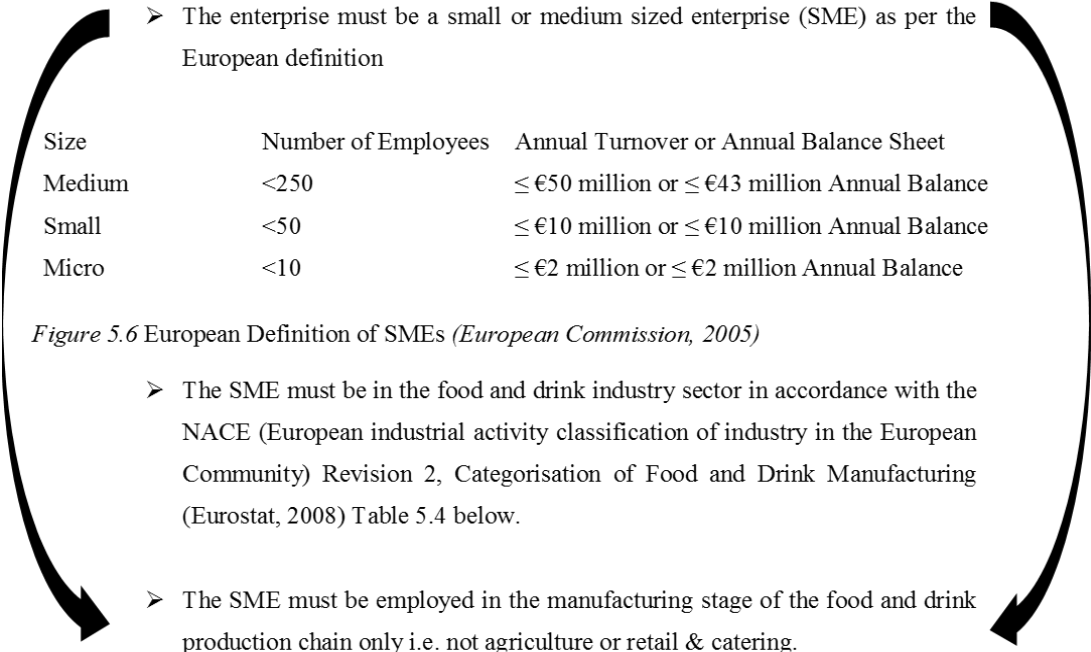 ➢ The enterprise must be a small or medium sized enterprise (SME) as per the
European definition
Size Number of Employees Annual Turnover or Annual Balance Sheet
Medium <250 ≤ €50 million or ≤ €43 million Annual Balance
Small <50 ≤ €10 million or ≤ €10 million Annual Balance
Micro <10 ≤ €2 million or ≤ €2 million Annual Balance
Figure 5.6 European Definition of SMEs (European Commission, 2005)
➢ The SME must be in the food and drink industry sector in accordance with the
NACE (European industrial activity classification of industry in the European
Community) Revision 2, Categorisation of Food and Drink Manufacturing
(Eurostat, 2008) Table 5.4 below.
➢ The SME must be employed in the manufacturing stage of the food and drink
production chain only i.e. not agriculture or retail & catering.